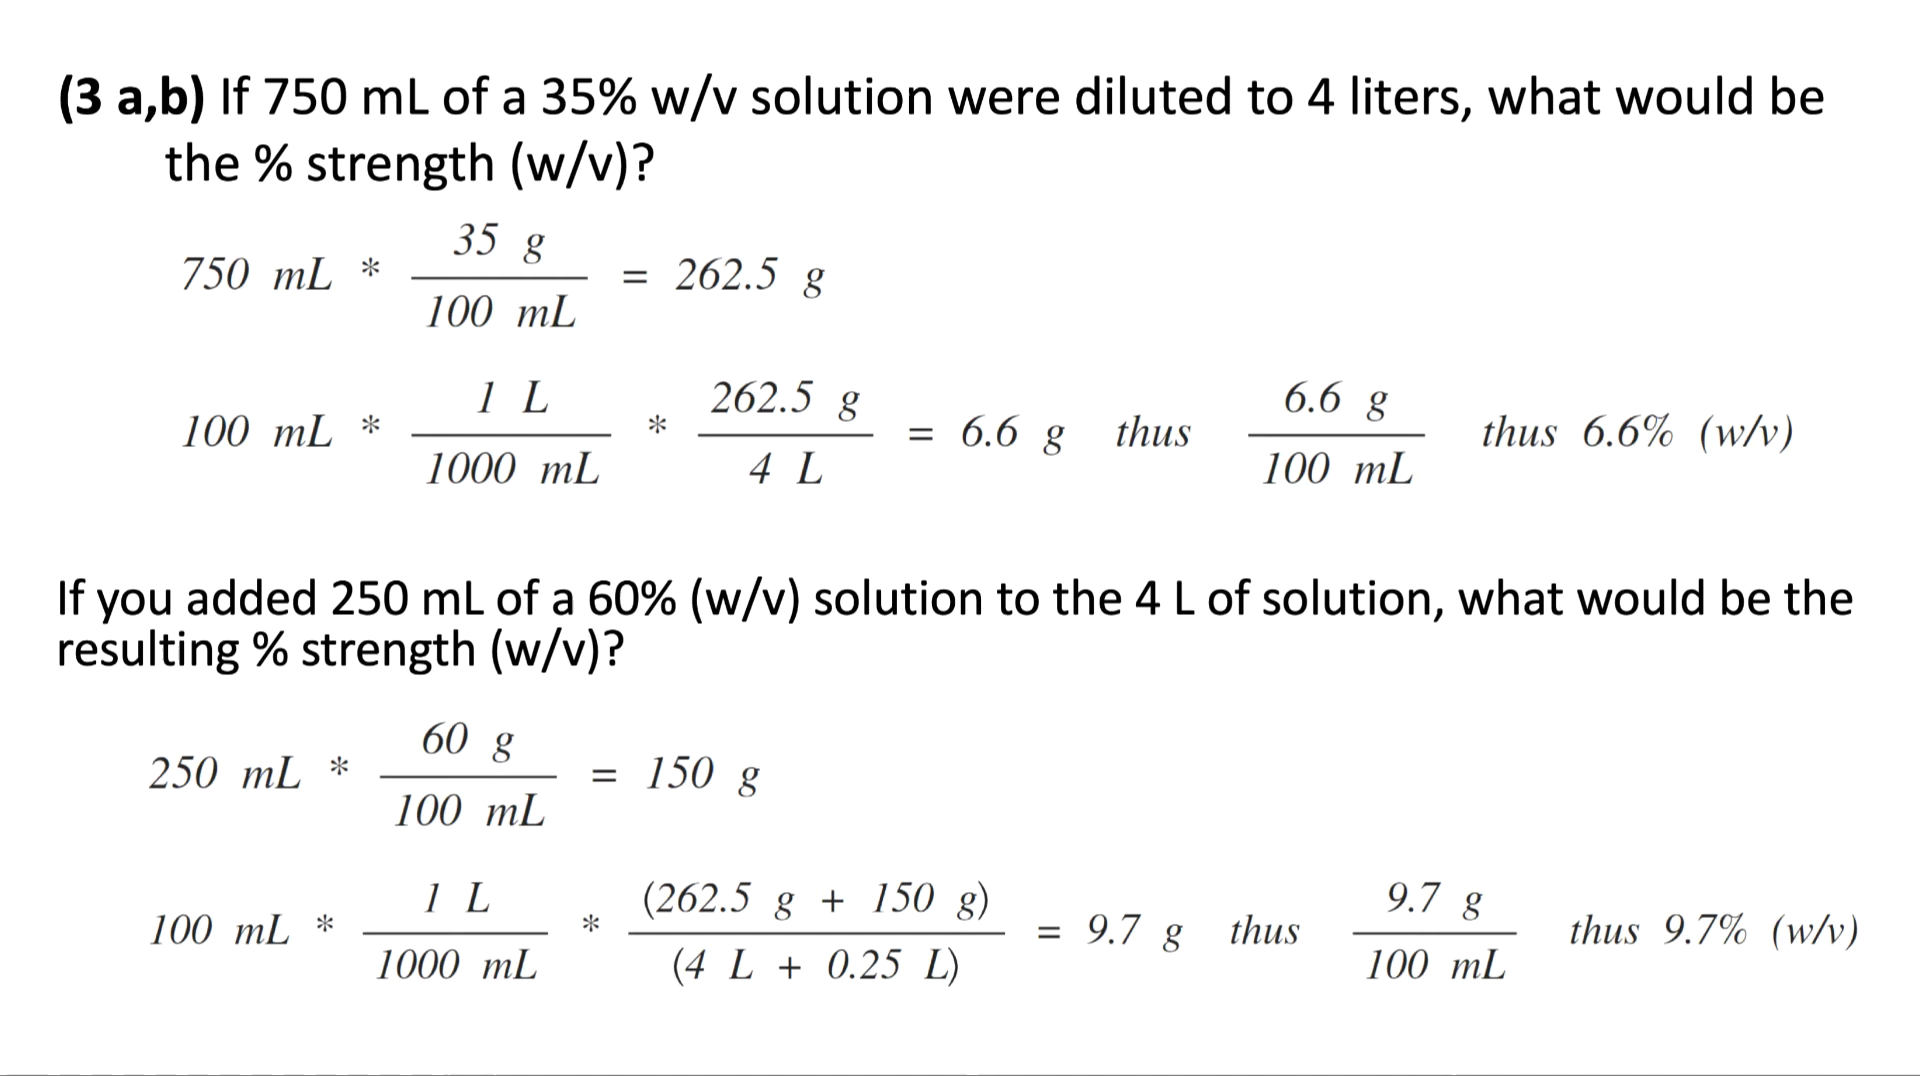 (3 a,b) If 750 mL of a 35% w/v solution were diluted to 4 liters, what would be
the % strength (w/v)?
750 mL * 35 g / 100 mL = 262.5 g
100 mL * 1 L / 1000 mL * 262.5 g / 4 L = 6.6 g thus 6.6 g / 100 mL thus 6.6% (w/v)
If you added 250 mL of a 60% (w/v) solution to the 4 L of solution, what would be the
resulting % strength (w/v)?
250 mL * 60 g / 100 mL = 150 g
100 mL * 1 L / 1000 mL * (262.5 g + 150 g) / (4 L + 0.25 L) = 9.7 g thus 9.7 g / 100 mL thus 9.7% (w/v)